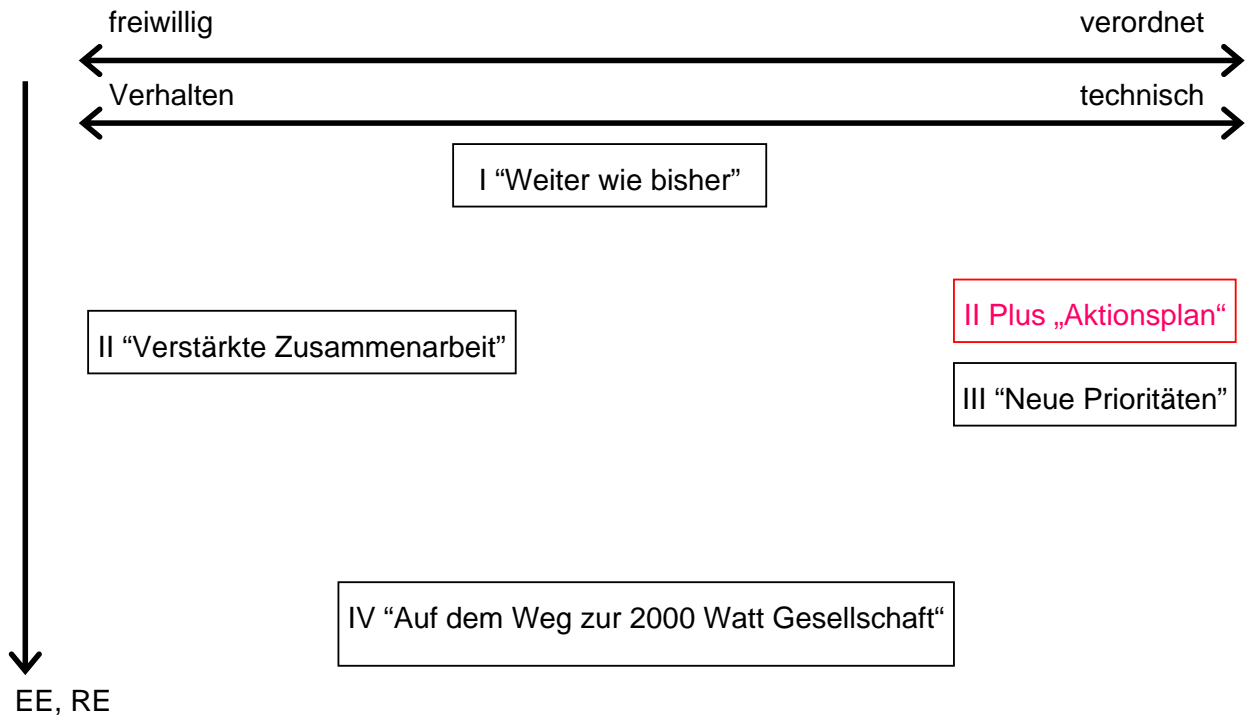 freiwillig verordnet
Verhalten technisch
I “Weiter wie bisher”
II Plus „Aktionsplan“
II “Verstärkte Zusammenarbeit”
III “Neue Prioritäten”
IV “Auf dem Weg zur 2000 Watt Gesellschaft“
EE, RE